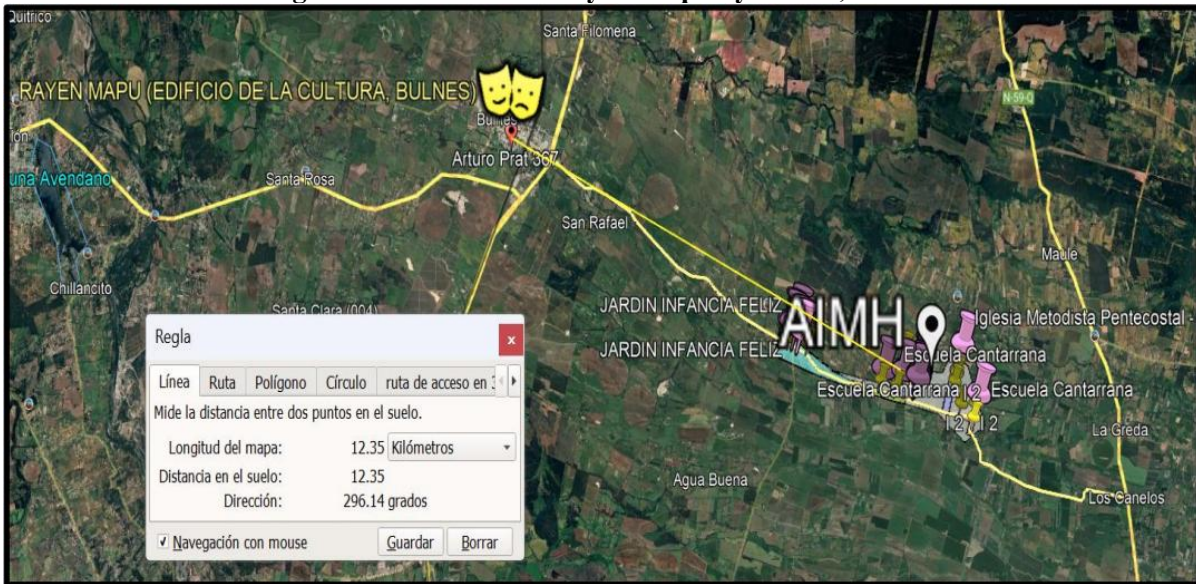 Quitrico
Santa Filomena
RAYEN MAPU (EDIFICIO DE LA CULTURA, BULNES)
N-59-Q
Bulnes
Arturo Prat 367
una Avendaño
Santa Rosa
San Rafael
Maule
Chillancito
Santa Clara (004)
JARDIN INFANCIA FELIZ
AIMH
Iglesia Metodista Pentecostal
JARDIN INFANCIA FELIZ
Escuela Cantarrana
Escuela Cantarrana
I 2
Escuela Cantarrana
I 2
I 2
La Greda
Agua Buena
Los Canelos
Regla
x
Línea
Ruta
Polígono
Círculo
ruta de acceso en
Mide la distancia entre dos puntos en el suelo.
Longitud del mapa: 12.35 Kilómetros
Distancia en el suelo: 12.35
Dirección: 296.14 grados
Navegación con mouse
Guardar
Borrar